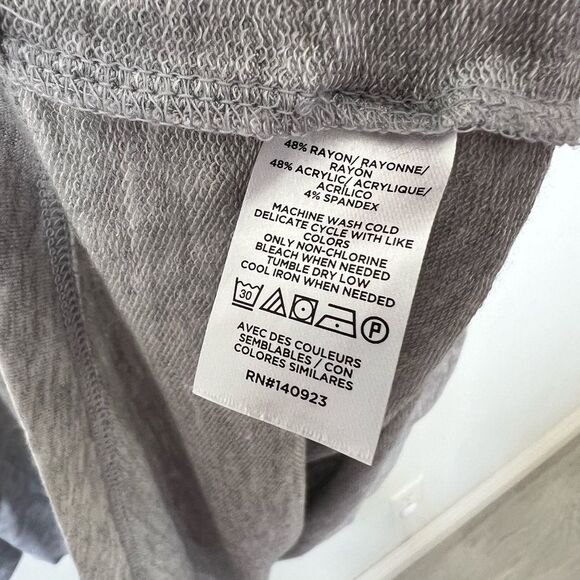 48% RAYON/ RAYONNE/
RAYON
48% ACRYLIC/ ACRYLIQUE/
ACRÍLICO
4% SPANDEX
MACHINE WASH COLD
DELICATE CYCLE WITH LIKE
COLORS
ONLY NON-CHLORINE
BLEACH WHEN NEEDED
TUMBLE DRY LOW
COOL IRON WHEN NEEDED
30 P
AVEC DES COULEURS
SEMBLABLES / CON
COLORES SIMILARES
RN#140923